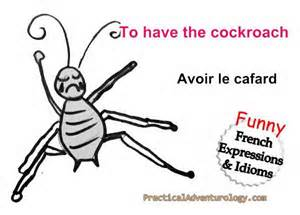 To have the cockroach
Avoir le cafard
Funny
French
Expressions
& Idioms
PracticalAdventurology.com